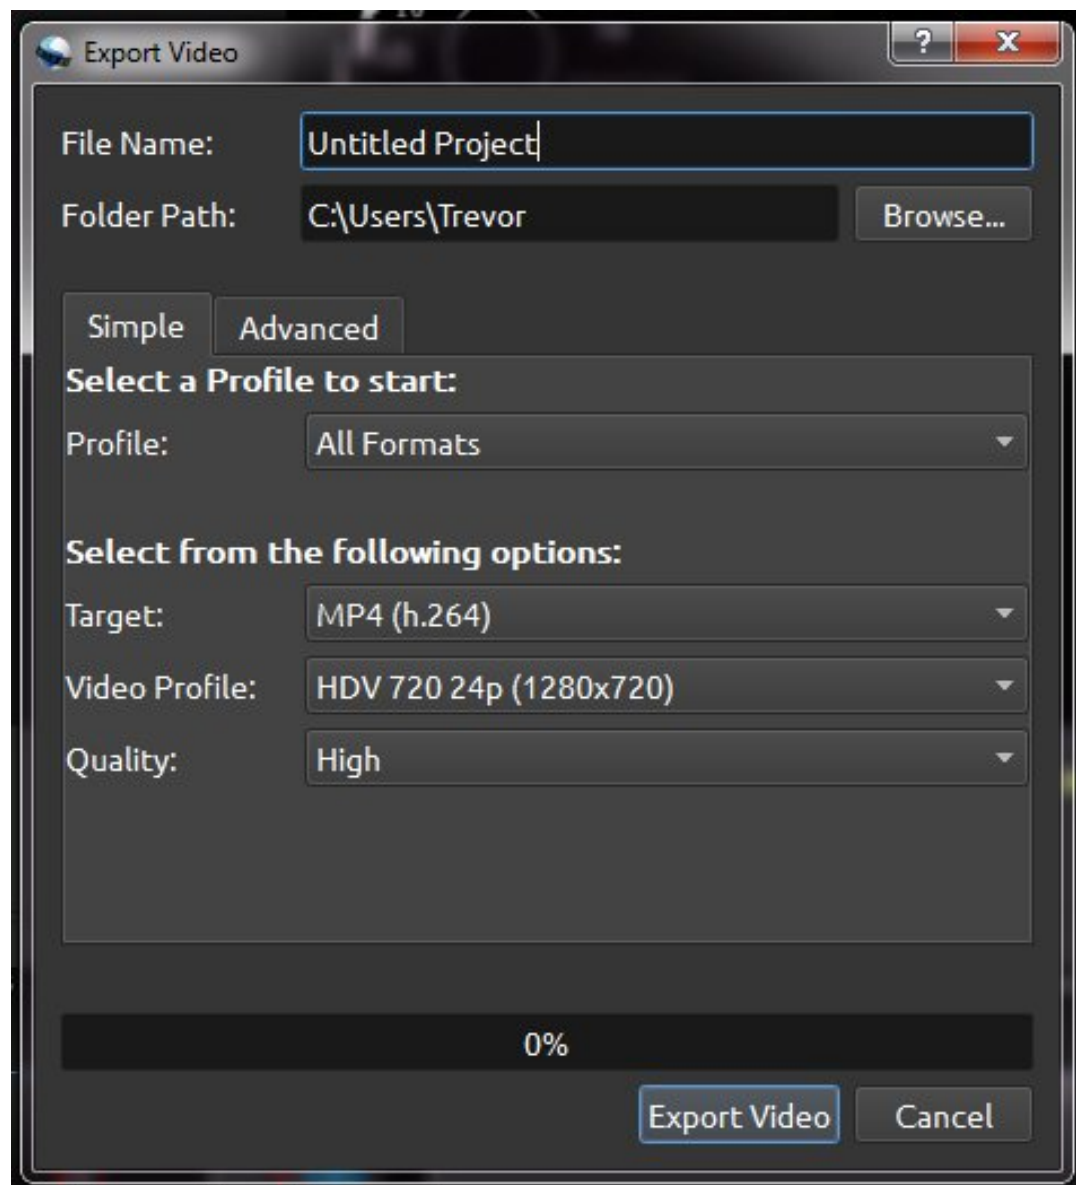 Export Video
File Name: Untitled Project
Folder Path: C:\Users\Trevor Browse...
Simple Advanced
Select a Profile to start:
Profile: All Formats
Select from the following options:
Target: MP4 (h.264)
Video Profile: HDV 720 24p (1280x720)
Quality: High
0%
Export Video Cancel